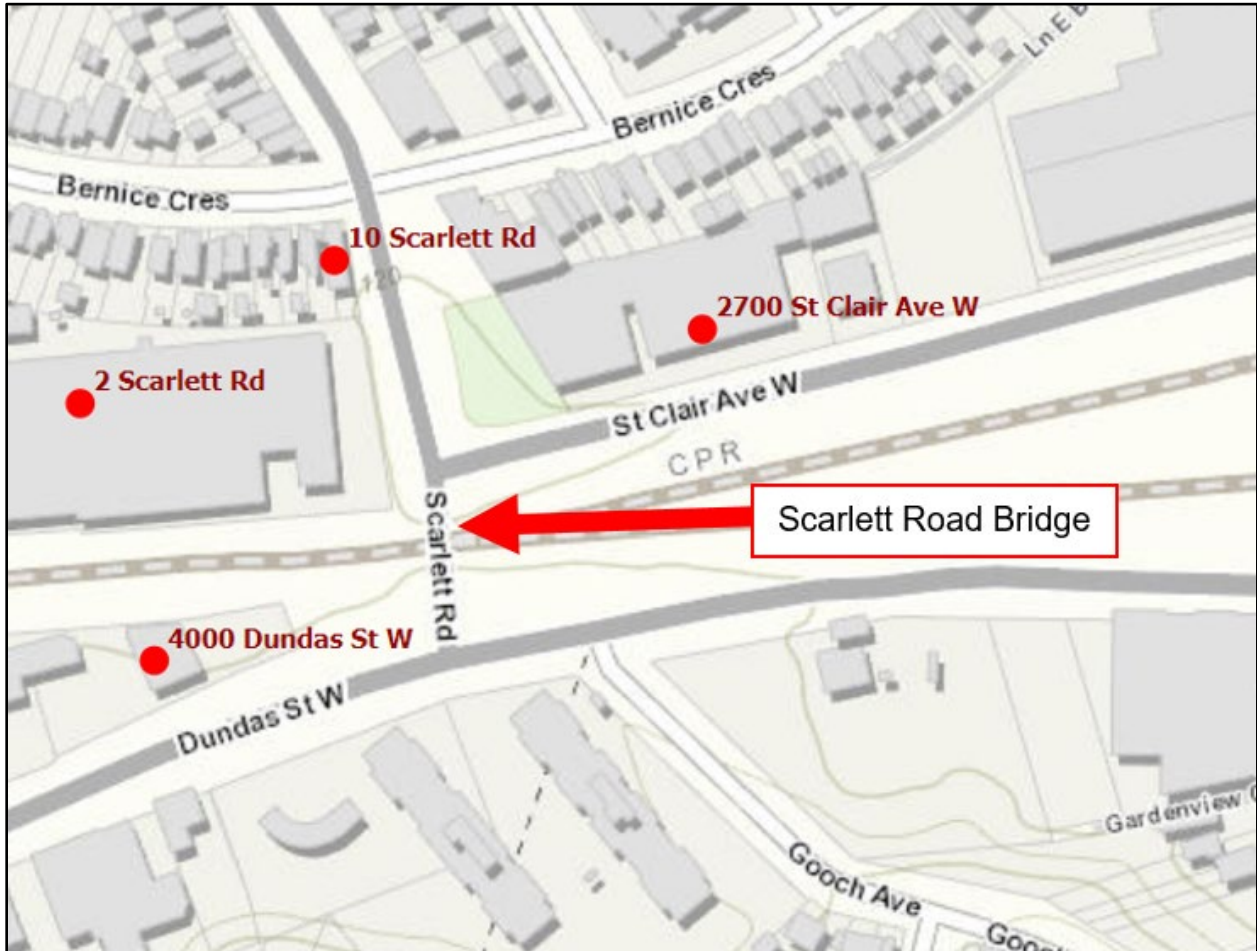 Ln E B
Bernice Cres
Bernice Cres
10 Scarlett Rd
120
2700 St Clair Ave W
2 Scarlett Rd
St Clair Ave W
CPR
Scarlett Road Bridge
Scarlett Rd
4000 Dundas St W
Dundas St W
Gardenview
Gooch Ave